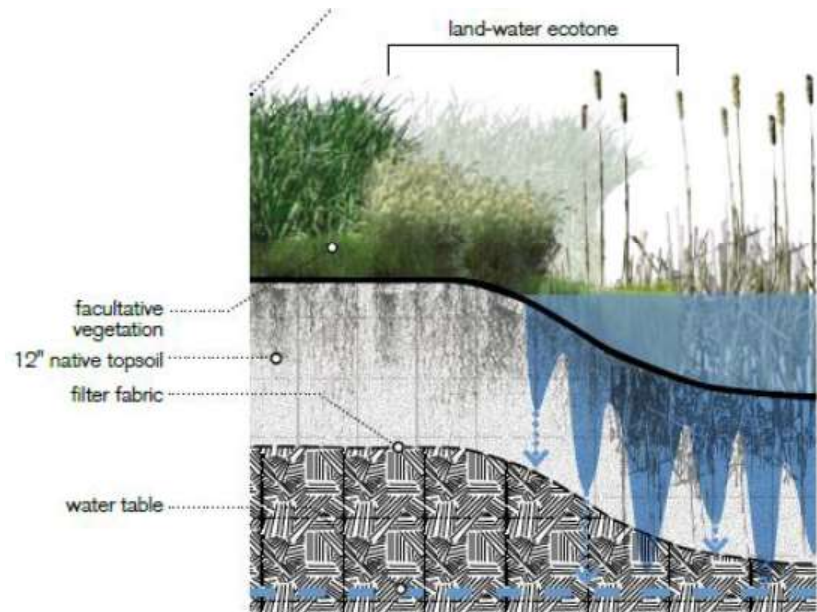 land-water ecotone
facultative
vegetation
12" native topsoil
filter fabric
water table